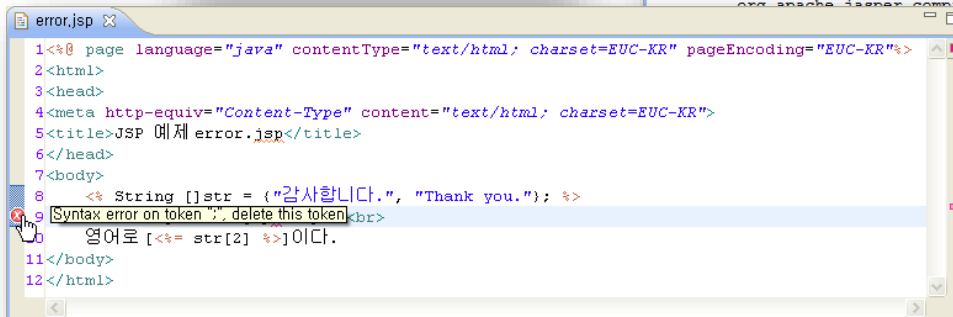 org.apache.jasper.comp
error.jsp
1<%@ page language="java" contentType="text/html; charset=EUC-KR" pageEncoding="EUC-KR"%>
2<html>
3<head>
4<meta http-equiv="Content-Type" content="text/html; charset=EUC-KR">
5<title>JSP 예제 error.jsp</title>
6</head>
7<body>
8 <% String []str = {"감사합니다.", "Thank you."}; %>
9 Syntax error on token ";", delete this token <br>
10 영어로 [<%= str[2] %>]이다.
11</body>
12</html>